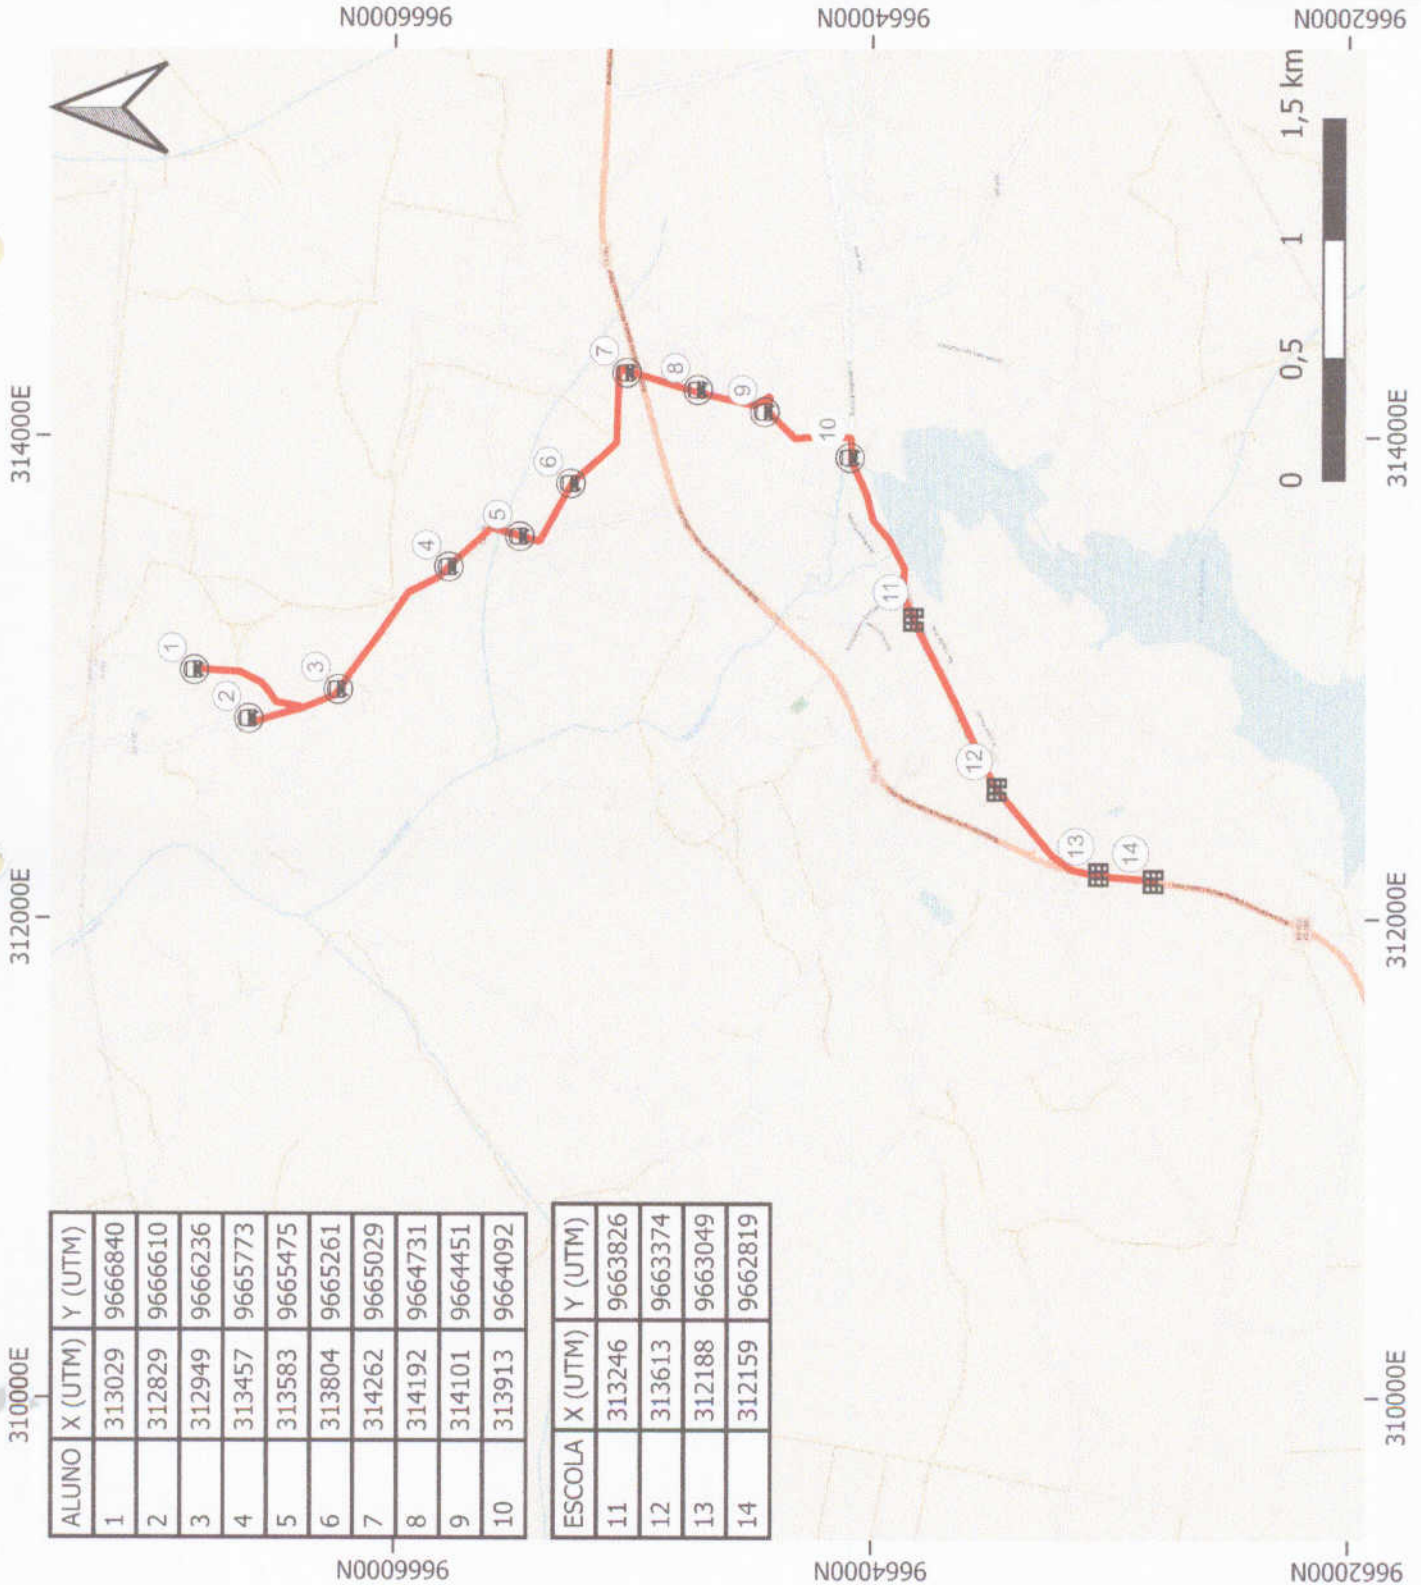 310000E 312000E 314000E
9666000N
9664000N
9662000N
ALUNO X (UTM) Y (UTM)
1 313029 9666840
2 312829 9666610
3 312949 9666236
4 313457 9665773
5 313583 9665475
6 313804 9665261
7 314262 9665029
8 314192 9664731
9 314101 9664451
10 313913 9664092
ESCOLA X (UTM) Y (UTM)
11 313246 9663826
12 313613 9663374
13 312188 9663049
14 312159 9662819
1
2
3
4
5
6
7
8
9
10
11
12
13
14
0 0,5 1 1,5 km
9666000N
9664000N
9662000N
310000E 312000E 314000E